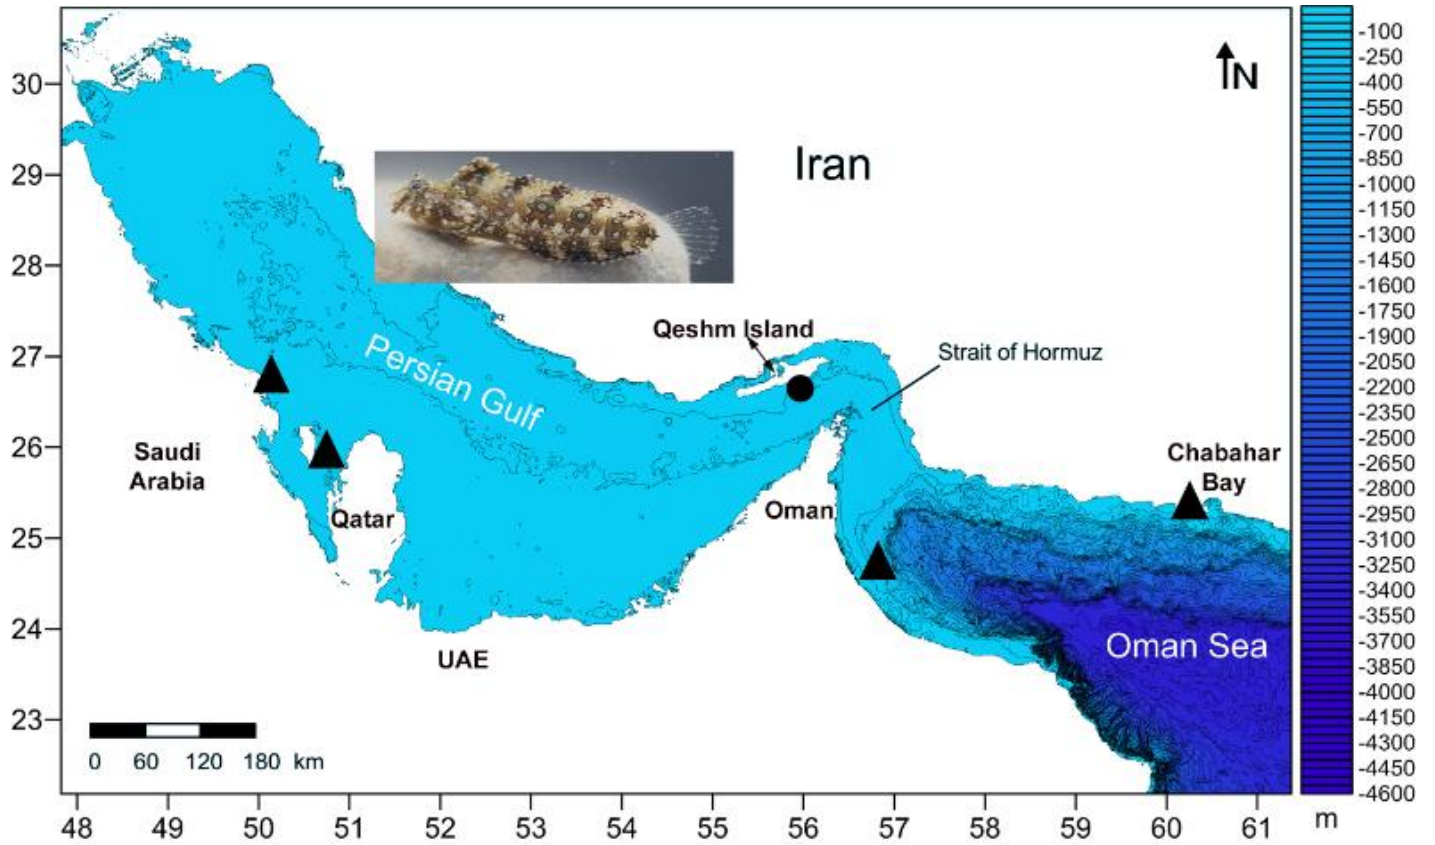 N
Iran
Qeshm Island
Strait of Hormuz
Persian Gulf
Saudi
Arabia
Qatar
Oman
Chabahar
Bay
UAE
Oman Sea
0 60 120 180 km
30
29
28
27
26
25
24
23
48 49 50 51 52 53 54 55 56 57 58 59 60 61
-100
-250
-400
-550
-700
-850
-1000
-1150
-1300
-1450
-1600
-1750
-1900
-2050
-2200
-2350
-2500
-2650
-2800
-2950
-3100
-3250
-3400
-3550
-3700
-3850
-4000
-4150
-4300
-4450
-4600
m